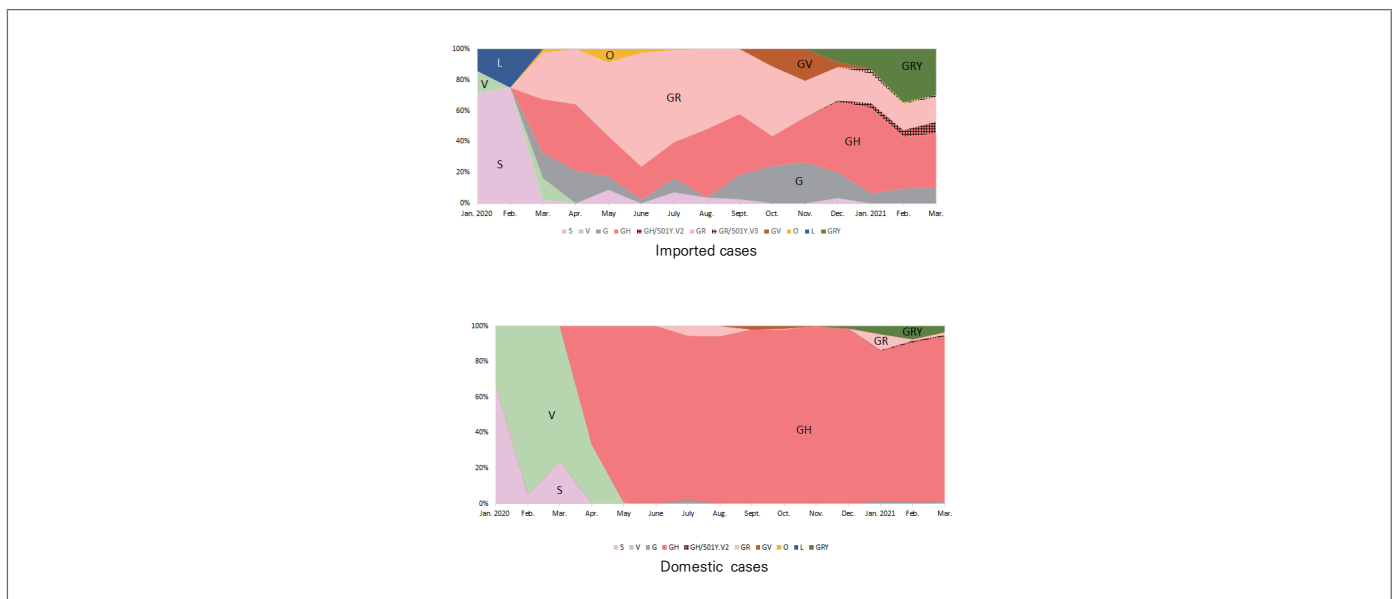 100%
80%
60%
40%
20%
0%
L
V
S
O
GR
GV
GRY
GH
G
Jan. 2020 Feb. Mar. Apr. May June July Aug. Sept. Oct. Nov. Dec. Jan. 2021 Feb. Mar.
S V G GH GH/501Y.V2 GR GR/501Y.V3 GV O L GRY
Imported cases
100%
80%
60%
40%
20%
0%
GRY
GR
V
GH
S
Jan. 2020 Feb. Mar. Apr. May June July Aug. Sept. Oct. Nov. Dec. Jan. 2021 Feb. Mar.
S V G GH GH/501Y.V2 GR GV O L GRY
Domestic cases